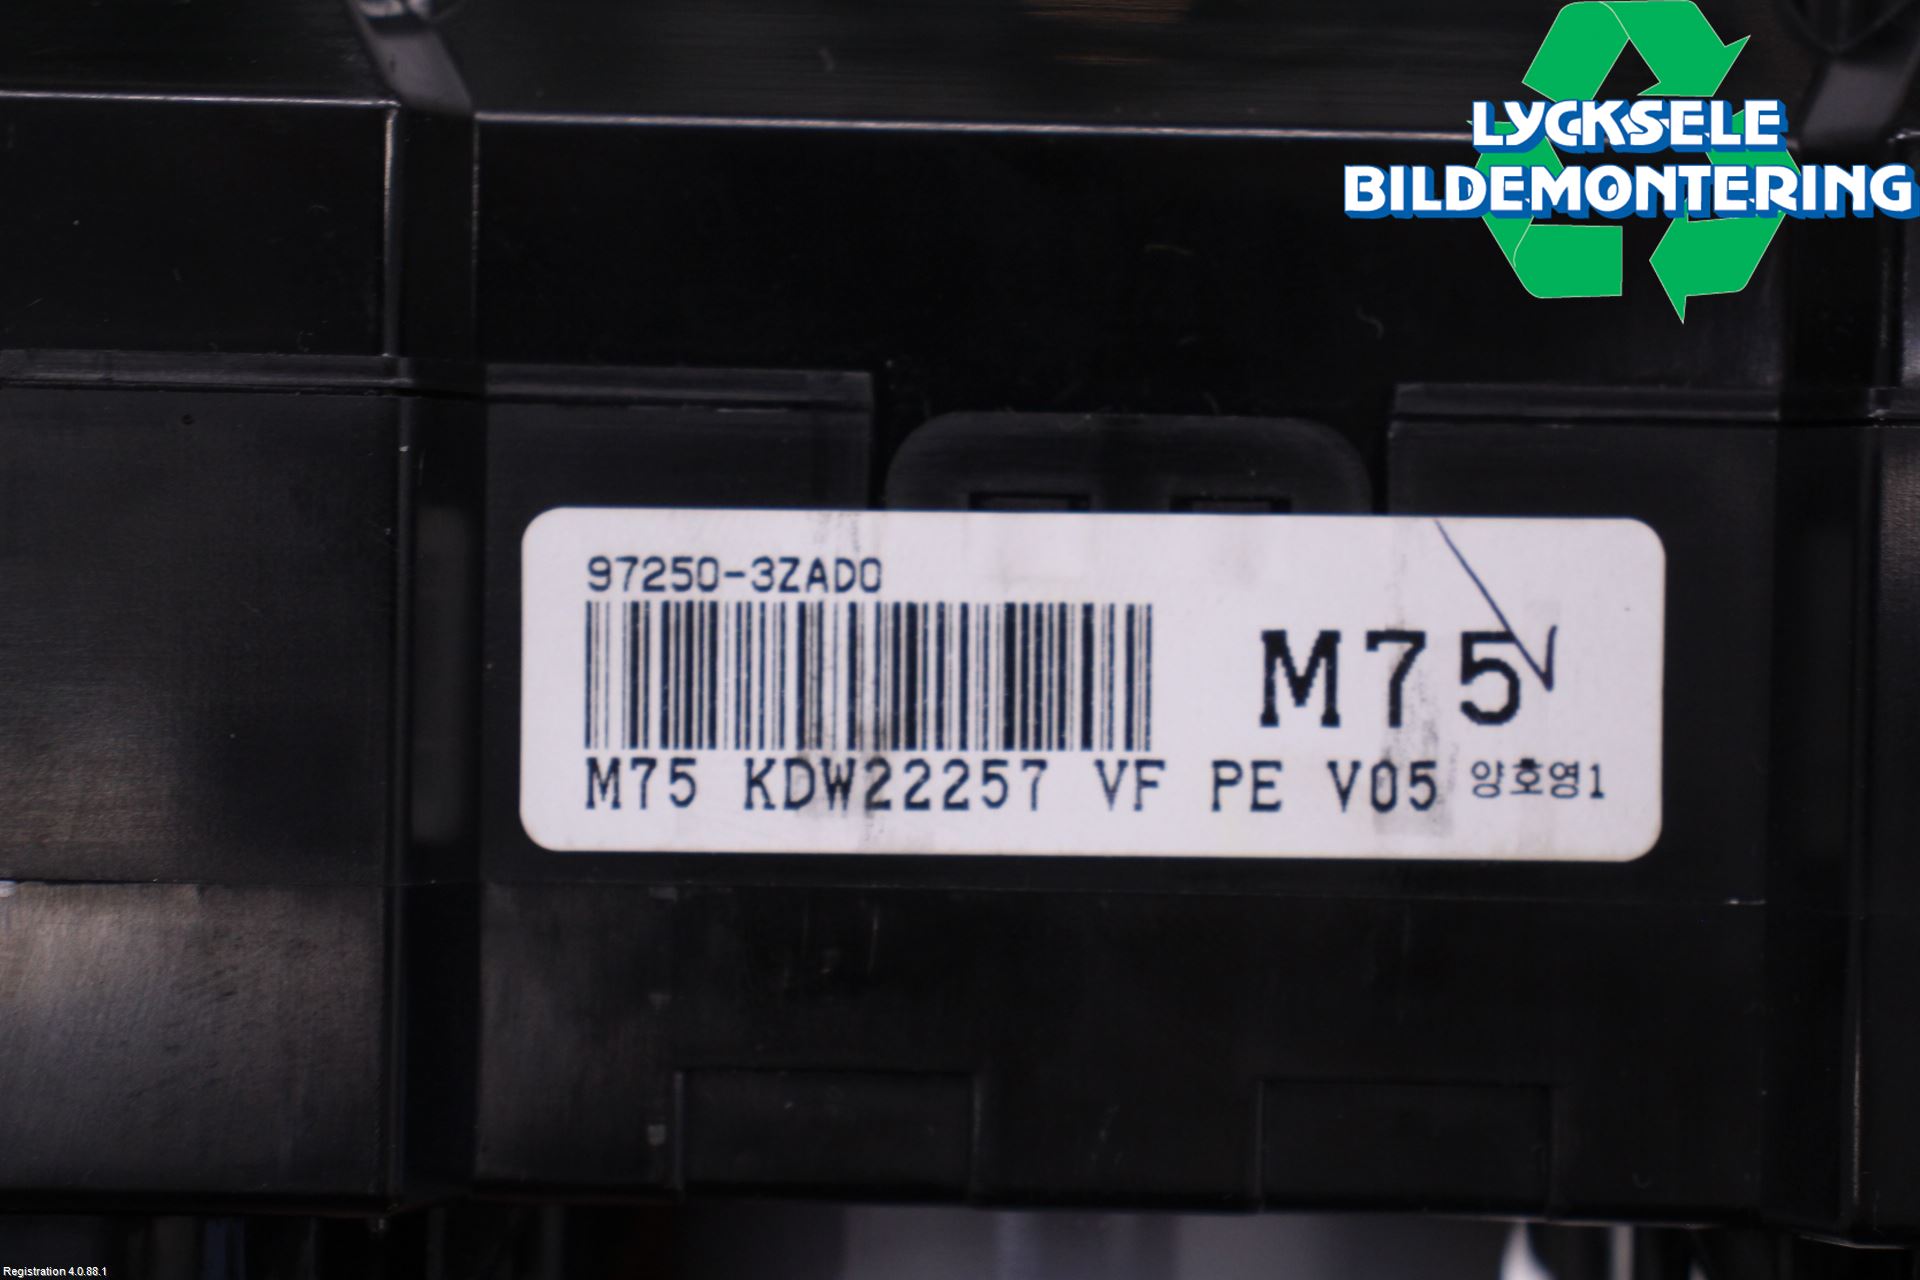 LYCKSELE
BILDEMONTERING
97250-3ZAD0
M75
M75 KDW22257 VF PE V05 양호영1
Registration 4.0.88.1